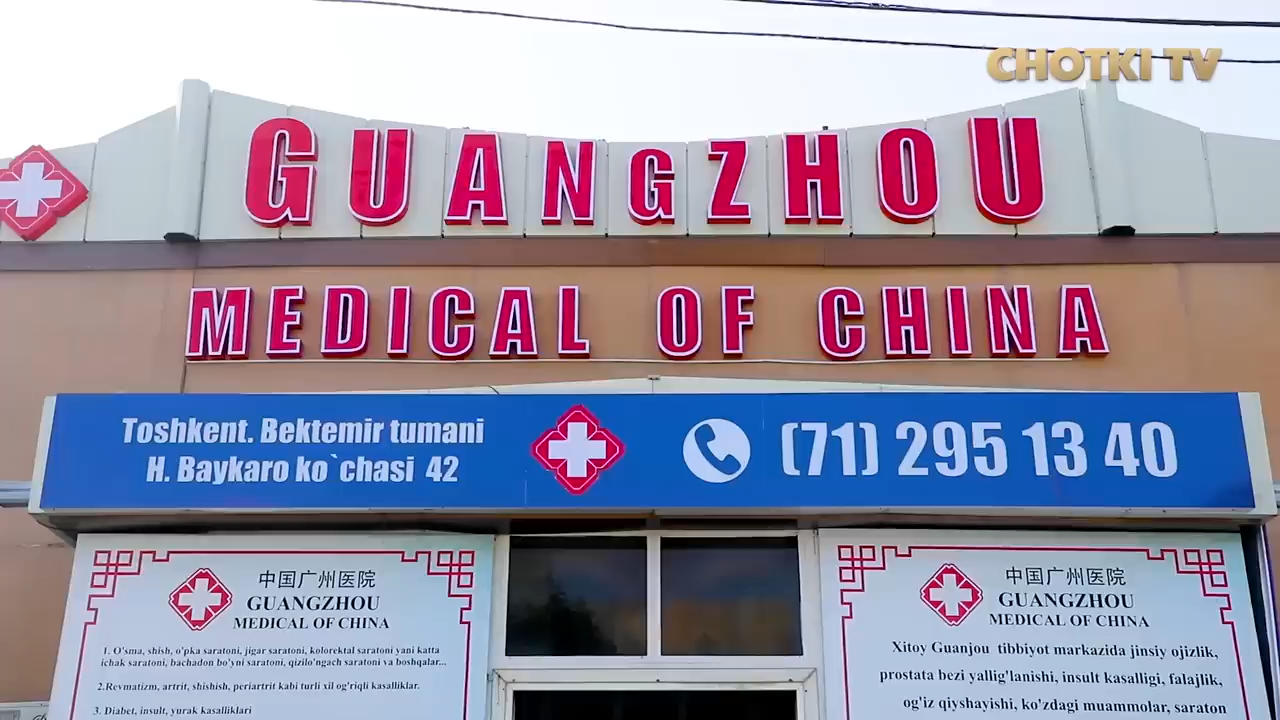 CHOTKI TV
GUANGZHOU
MEDICAL OF CHINA
Toshkent. Bektemir tumani
H. Baykaro ko`chasi 42
(71) 295 13 40
中国广州医院
GUANGZHOU
MEDICAL OF CHINA
1. O'sma, shish, o'pka saratoni, jigar saratoni, kolorektal saratoni yani katta
ichak saratoni, bachadon bo'yni saratoni, qizilo'ngach saratoni va boshqalar...
2.Revmatizm, artrit, shishish, periartrit kabi turli xil og'riqli kasalliklar.
3. Diabet, insult, yurak kasalliklari
中国广州医院
GUANGZHOU
MEDICAL OF CHINA
Xitoy Guanjou tibbiyot markazida jinsiy ojizlik,
prostata bezi yallig'lanishi, insult kasalligi, falajlik,
og'iz qiyshayishi, ko'zdagi muammolar, saraton